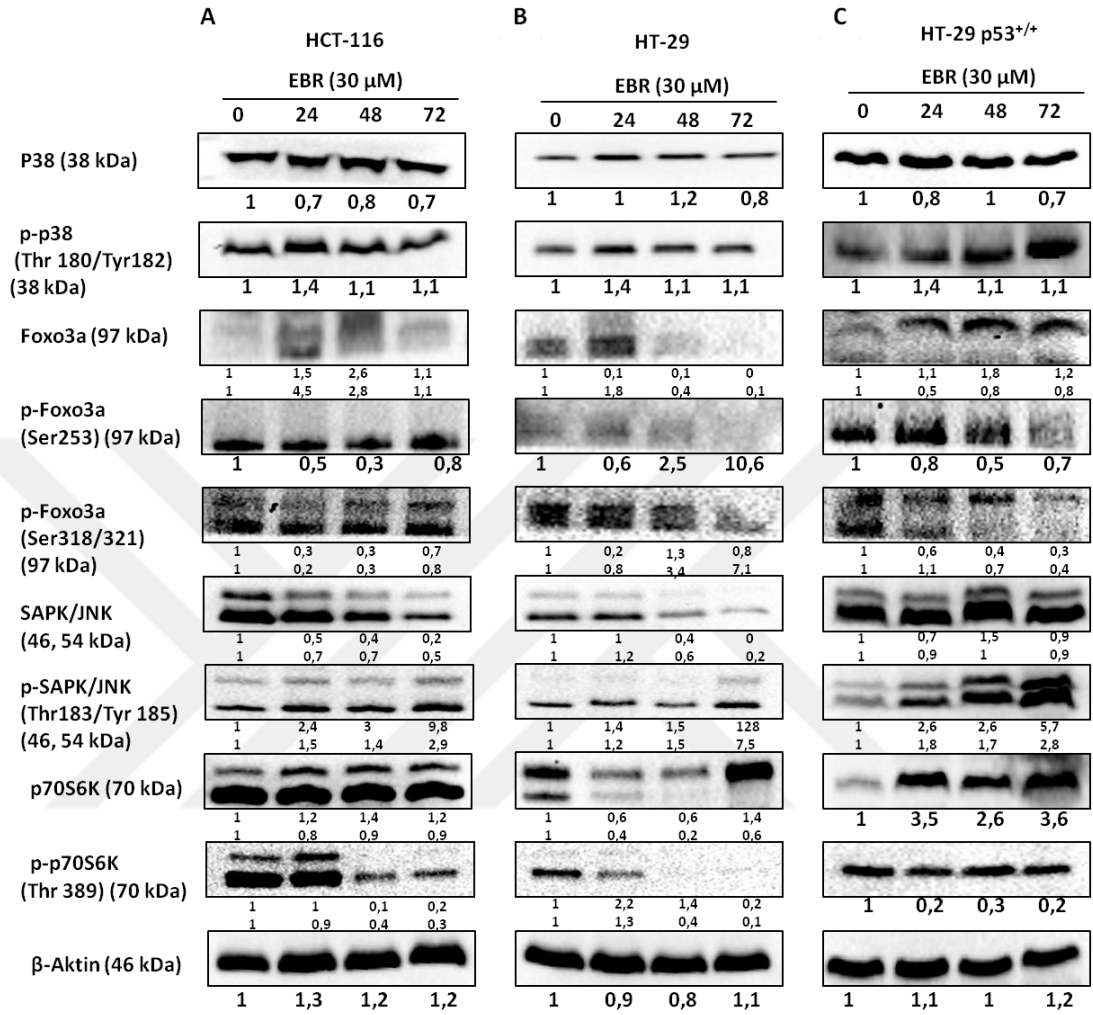 A B C
HCT-116 HT-29 HT-29 p53+/+
EBR (30 µM) EBR (30 µM) EBR (30 µM)
0 24 48 72 0 24 48 72 0 24 48 72
P38 (38 kDa)
1 0,7 0,8 0,7 1 1 1,2 0,8 1 0,8 1 0,7
p-p38
(Thr 180/Tyr182)
(38 kDa)
1 1,4 1,1 1,1 1 1,4 1,1 1,1 1 1,4 1,1 1,1
Foxo3a (97 kDa)
1 1,5 2,6 1,1 1 0,1 0,1 0 1 1,1 1,8 1,2
1 4,5 2,8 1,1 1 1,8 0,4 0,1 1 0,5 0,8 0,8
p-Foxo3a
(Ser253) (97 kDa)
1 0,5 0,3 0,8 1 0,6 2,5 10,6 1 0,8 0,5 0,7
p-Foxo3a
(Ser318/321)
(97 kDa)
1 0,3 0,3 0,7 1 0,2 1,3 0,8 1 0,6 0,4 0,3
1 0,2 0,3 0,8 1 0,8 3,4 7,1 1 1,1 0,7 0,4
SAPK/JNK
(46, 54 kDa)
1 0,5 0,4 0,2 1 1 0,4 0 1 0,7 1,5 0,9
1 0,7 0,7 0,5 1 1,2 0,6 0,2 1 0,9 1 0,9
p-SAPK/JNK
(Thr183/Tyr 185)
(46, 54 kDa)
1 2,4 3 9,8 1 1,4 1,5 128 1 2,6 2,6 5,7
1 1,5 1,4 2,9 1 1,2 1,5 7,5 1 1,8 1,7 2,8
p70S6K (70 kDa)
1 1,2 1,4 1,2 1 0,6 0,6 1,4 1 3,5 2,6 3,6
1 0,8 0,9 0,9 1 0,4 0,2 0,6
p-p70S6K
(Thr 389) (70 kDa)
1 1 0,1 0,2 1 2,2 1,4 0,2 1 0,2 0,3 0,2
1 0,9 0,4 0,3 1 1,3 0,4 0,1
β-Aktin (46 kDa)
1 1,3 1,2 1,2 1 0,9 0,8 1,1 1 1,1 1 1,2